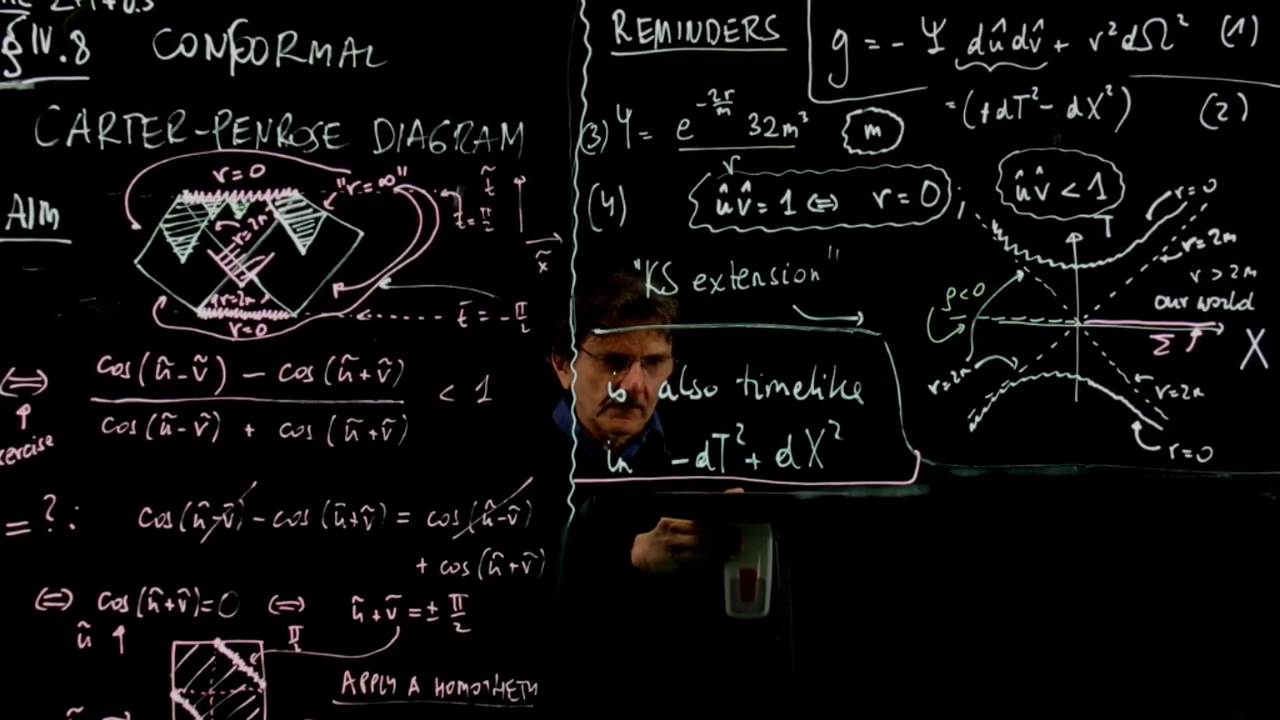 §IV.8 CONFORMAL
CARTER-PENROSE DIAGRAM
AIM
r=0
"r=∞"
r=2m
r=2m
r=0
t̃
t̃=π/2
x̃
t̃ = -π/2
⟺ (cos(ũ-ṽ) - cos(ũ+ṽ)) / (cos(ũ-ṽ) + cos(ũ+ṽ)) < 1
=?: cos(ũ-ṽ) - cos(ũ+ṽ) = cos(ũ-ṽ)
+ cos(ũ+ṽ)
⟺ cos(ũ+ṽ)=0 ⟺ ũ+ṽ = ± π/2
ũ
π/2
APPLY A HOMOTHETY
REMINDERS
g = - Ψ dûdv̂ + r²dΩ² (1)
= (+dT² - dX²) (2)
(3) Ψ = e^(-2r/m) 32m³ / r
m
(4) ûv̂ = 1 ⟺ r = 0 ; ûv̂ < 1
"KS extension"
is also timelike
in -dT² + dX²
T
r=0
r=2m
r>2m
our world
ρ<0
Σ
X
r=2m
r=2m
r=0